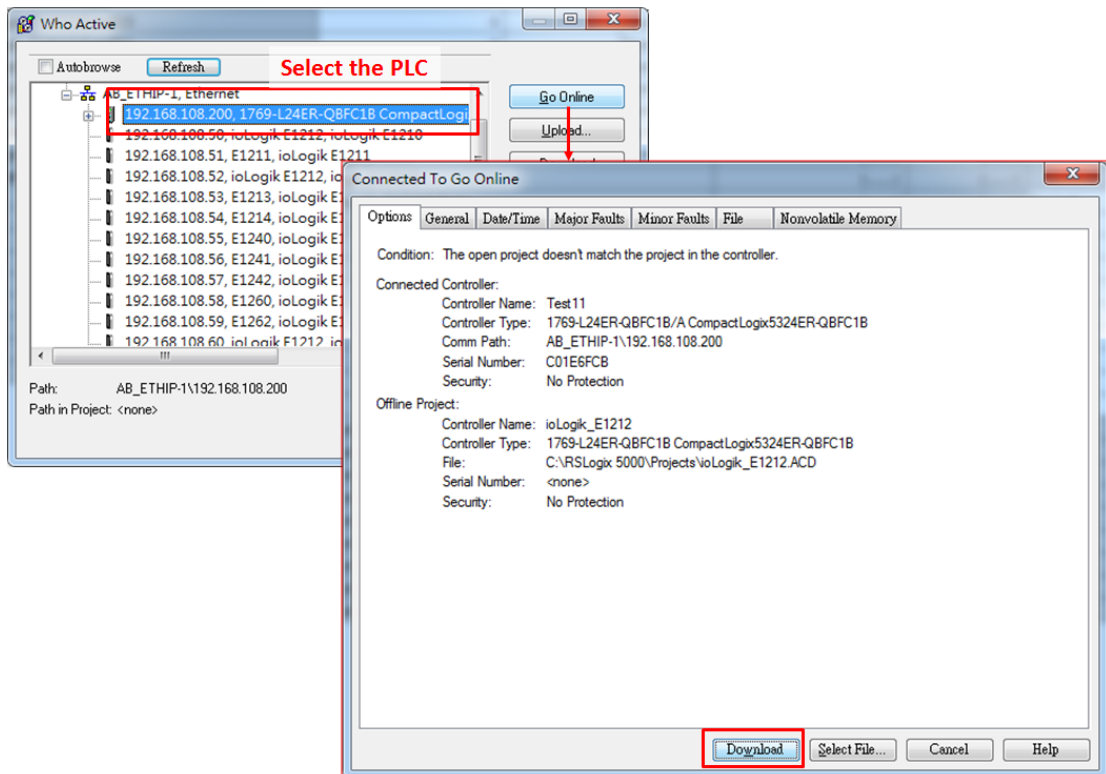 Who Active
Autobrowse
Refresh
Select the PLC
AB_ETHIP-1, Ethernet
192.168.108.200, 1769-L24ER-QBFC1B CompactLogi
192.168.108.50, ioLogik E1212, ioLogik E1210
192.168.108.51, E1211, ioLogik E1211
192.168.108.52, ioLogik E1212, io
192.168.108.53, E1213, ioLogik E1
192.168.108.54, E1214, ioLogik E1
192.168.108.55, E1240, ioLogik E1
192.168.108.56, E1241, ioLogik E1
192.168.108.57, E1242, ioLogik E1
192.168.108.58, E1260, ioLogik E1
192.168.108.59, E1262, ioLogik E1
192.168.108.60, ioLogik E1212, io
Go Online
Upload...
Path: AB_ETHIP-1\192.168.108.200
Path in Project: <none>
Connected To Go Online
Options General Date/Time Major Faults Minor Faults File Nonvolatile Memory
Condition: The open project doesn't match the project in the controller.
Connected Controller:
Controller Name: Test11
Controller Type: 1769-L24ER-QBFC1B/A CompactLogix5324ER-QBFC1B
Comm Path: AB_ETHIP-1\192.168.108.200
Serial Number: C01E6FCB
Security: No Protection
Offline Project:
Controller Name: ioLogik_E1212
Controller Type: 1769-L24ER-QBFC1B CompactLogix5324ER-QBFC1B
File: C:\RSLogix 5000\Projects\ioLogik_E1212.ACD
Serial Number: <none>
Security: No Protection
Download Select File... Cancel Help